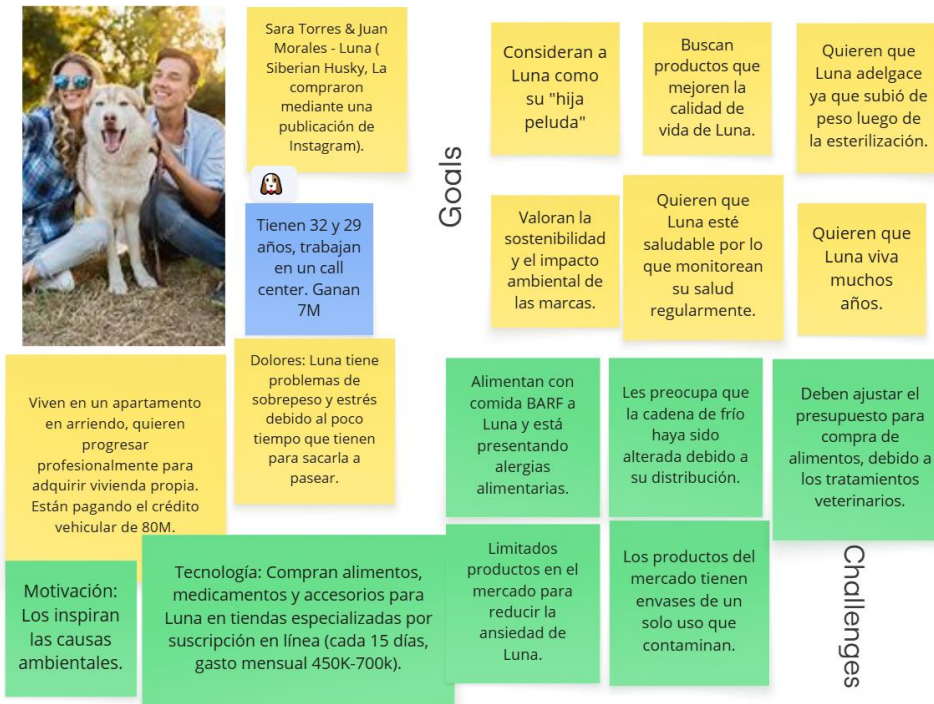 Sara Torres & Juan
Morales - Luna (
Siberian Husky, La
compraron
mediante una
publicación de
Instagram).
Tienen 32 y 29
años, trabajan
en un call
center. Ganan
7M
Viven en un apartamento
en arriendo, quieren
progresar
profesionalmente para
adquirir vivienda propia.
Están pagando el crédito
vehicular de 80M.
Dolores: Luna tiene
problemas de
sobrepeso y estrés
debido al poco
tiempo que tienen
para sacarla a
pasear.
Motivación:
Los inspiran
las causas
ambientales.
Tecnología: Compran alimentos,
medicamentos y accesorios para
Luna en tiendas especializadas por
suscripción en línea (cada 15 días,
gasto mensual 450K-700k).
Goals
Consideran a
Luna como
su "hija
peluda"
Buscan
productos que
mejoren la
calidad de
vida de Luna.
Quieren que
Luna adelgace
ya que subió de
peso luego de
la esterilización.
Valoran la
sostenibilidad
y el impacto
ambiental de
las marcas.
Quieren que
Luna esté
saludable por lo
que monitorean
su salud
regularmente.
Quieren que
Luna viva
muchos
años.
Alimentan con
comida BARF a
Luna y está
presentando
alergias
alimentarias.
Les preocupa que
la cadena de frío
haya sido
alterada debido a
su distribución.
Deben ajustar el
presupuesto para
compra de
alimentos, debido a
los tratamientos
veterinarios.
Limitados
productos en el
mercado para
reducir la
ansiedad de
Luna.
Los productos del
mercado tienen
envases de un
solo uso que
contaminan.
Challenges